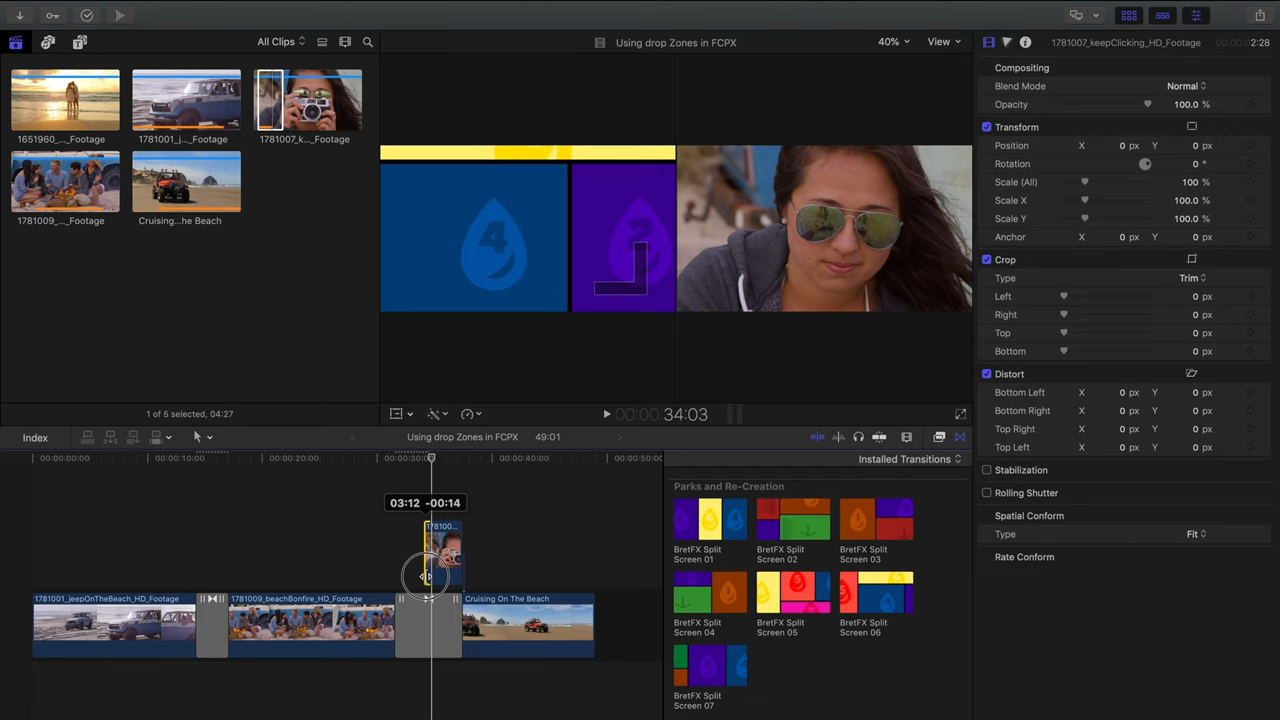 All Clips
Using drop Zones in FCPX
40%
View
1781007_keepClicking_HD_Footage
00:00:02:28
1651960_..._Footage
1781001_j..._Footage
1781007_k..._Footage
1781009_..._Footage
Cruising...he Beach
4
2
Compositing
Blend Mode
Normal
Opacity
100.0 %
Transform
Position
X
0 px
Y
0 px
Rotation
0 °
Scale (All)
100 %
Scale X
100.0 %
Scale Y
100.0 %
Anchor
X
0 px
Y
0 px
Crop
Type
Trim
Left
0 px
Right
0 px
Top
0 px
Bottom
0 px
Distort
Bottom Left
X
0 px
Y
0 px
Bottom Right
X
0 px
Y
0 px
Top Right
X
0 px
Y
0 px
Top Left
X
0 px
Y
0 px
Stabilization
Rolling Shutter
Spatial Conform
Type
Fit
Rate Conform
1 of 5 selected, 04:27
00:00:34:03
Index
Using drop Zones in FCPX
49:01
00:00:00:00
00:00:10:00
00:00:20:00
00:00:30:00
00:00:40:00
00:00:50:00
03:12 -00:14
178100...
1781001_jeepOnTheBeach_HD_Footage
1781009_beachBonfire_HD_Footage
Cruising On The Beach
Installed Transitions
Parks and Re-Creation
BretFX Split
Screen 01
BretFX Split
Screen 02
BretFX Split
Screen 03
BretFX Split
Screen 04
BretFX Split
Screen 05
BretFX Split
Screen 06
BretFX Split
Screen 07